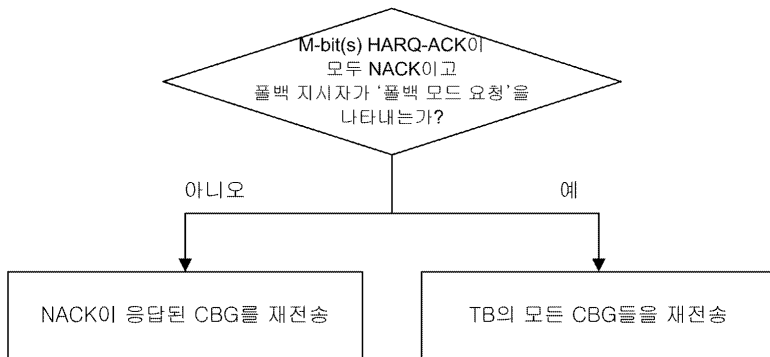 M-bit(s) HARQ-ACK이
모두 NACK이고
폴백 지시자가 ‘폴백 모드 요청’을
나타내는가?
아니오
예
NACK이 응답된 CBG를 재전송
TB의 모든 CBG들을 재전송